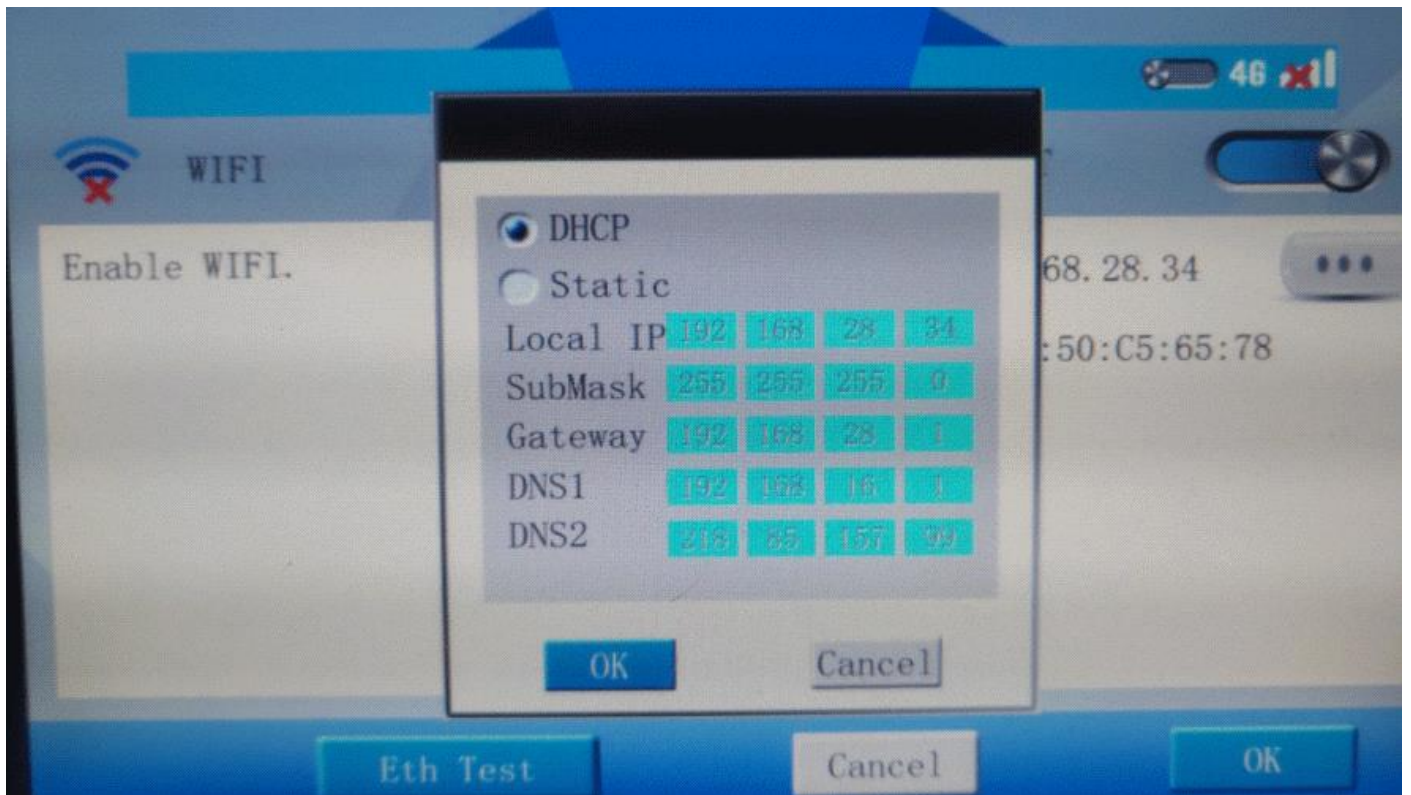 4G
WIFI
Enable WIFI.
68.28.34
:50:C5:65:78
DHCP
Static
Local IP 192 168 28 34
SubMask 255 255 255 0
Gateway 192 168 28 1
DNS1 192 168 16 1
DNS2 218 85 157 99
OK Cancel
Eth Test Cancel OK